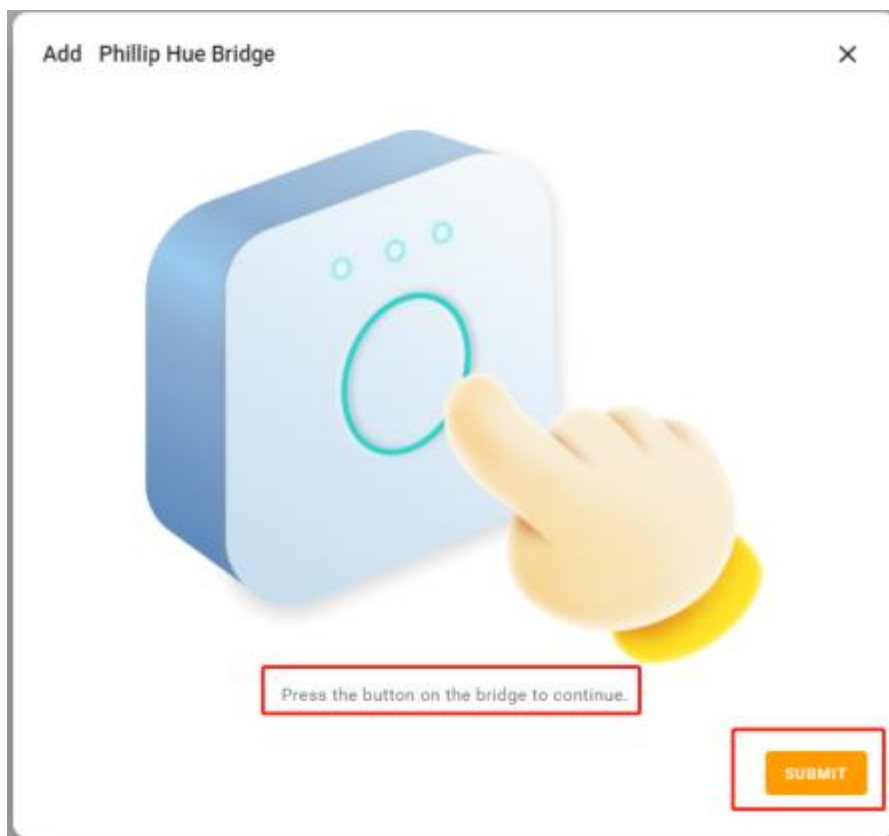 Add Phillip Hue Bridge
Press the button on the bridge to continue.
SUBMIT